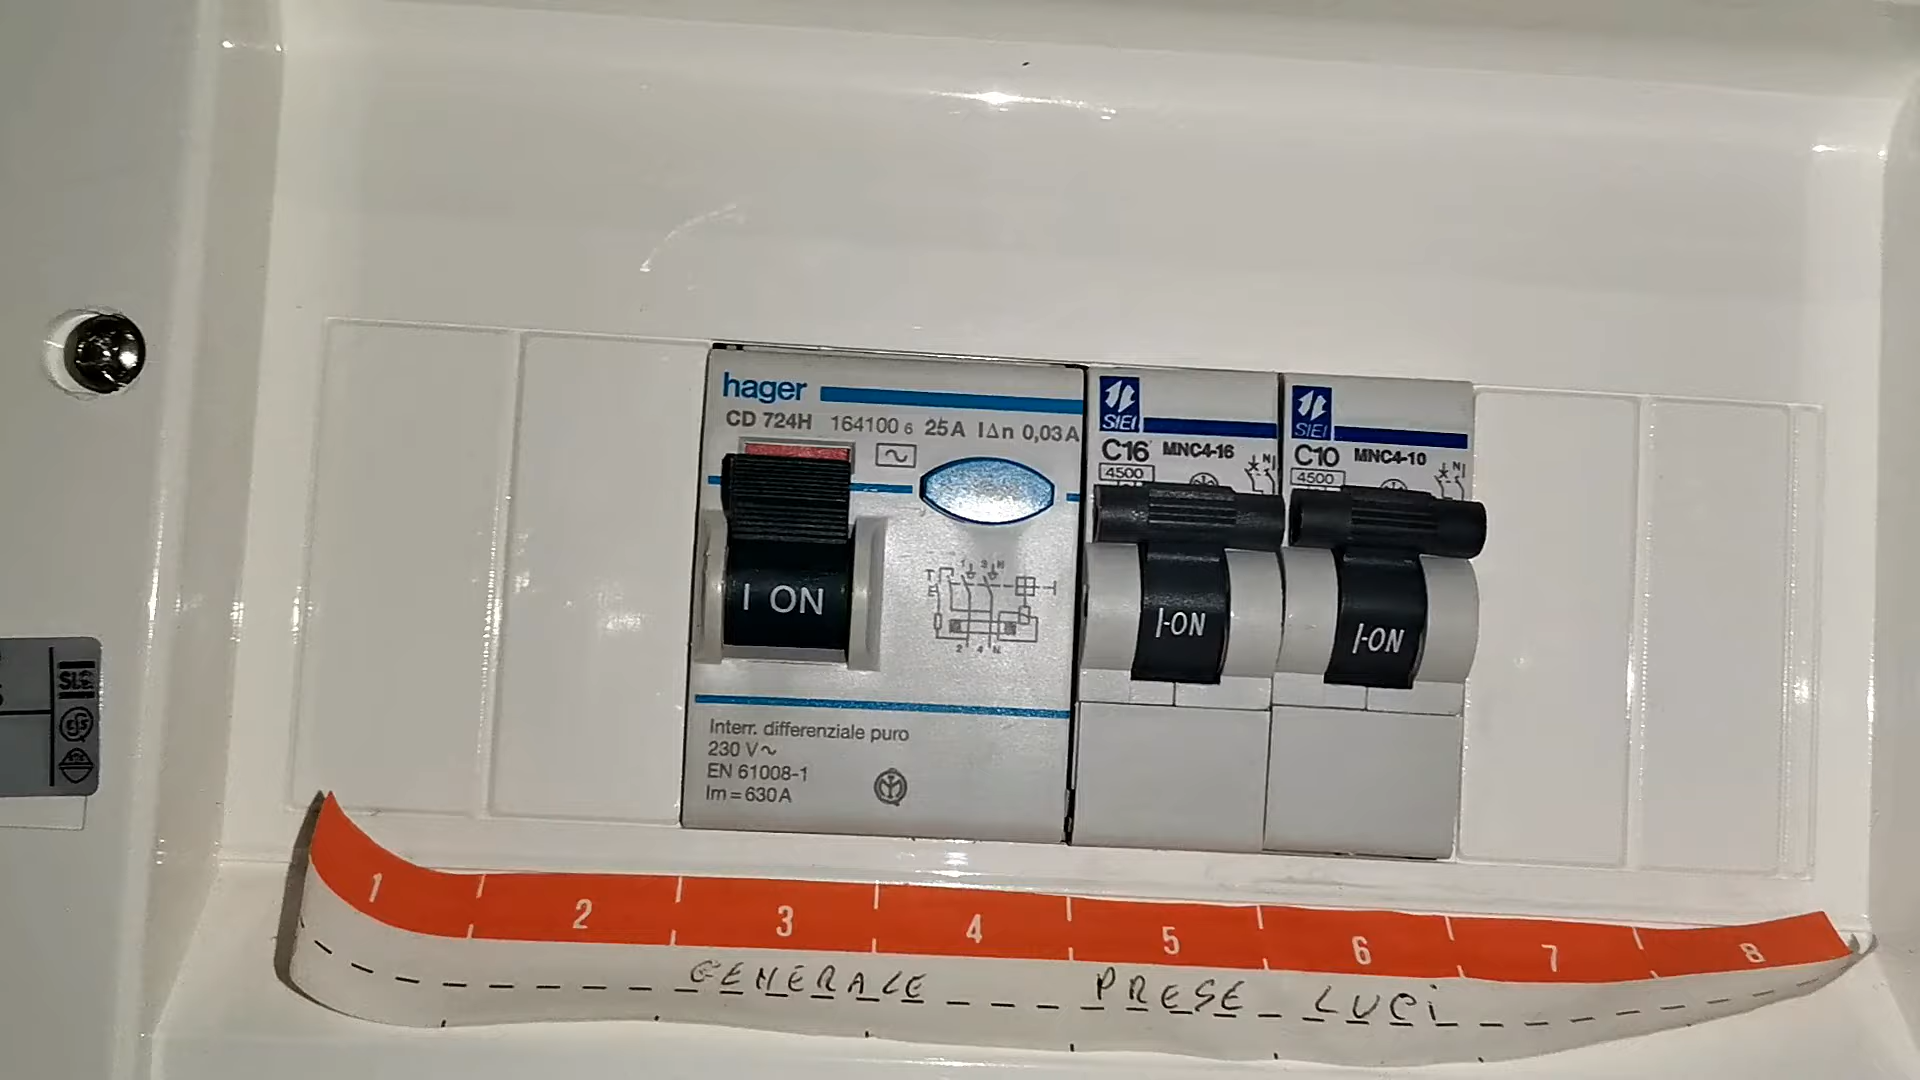 hager
CD 724H 164100 6 25A IΔn 0,03A
I ON
Interr. differenziale puro
230 V~
EN 61008-1
Im = 630A
SIEI
C16 MNC4-16
4500
N
I-ON
SIEI
C10 MNC4-10
4500
N
I-ON
1 2 3 4 5 6 7 8
GENERALE PRESE LUCi